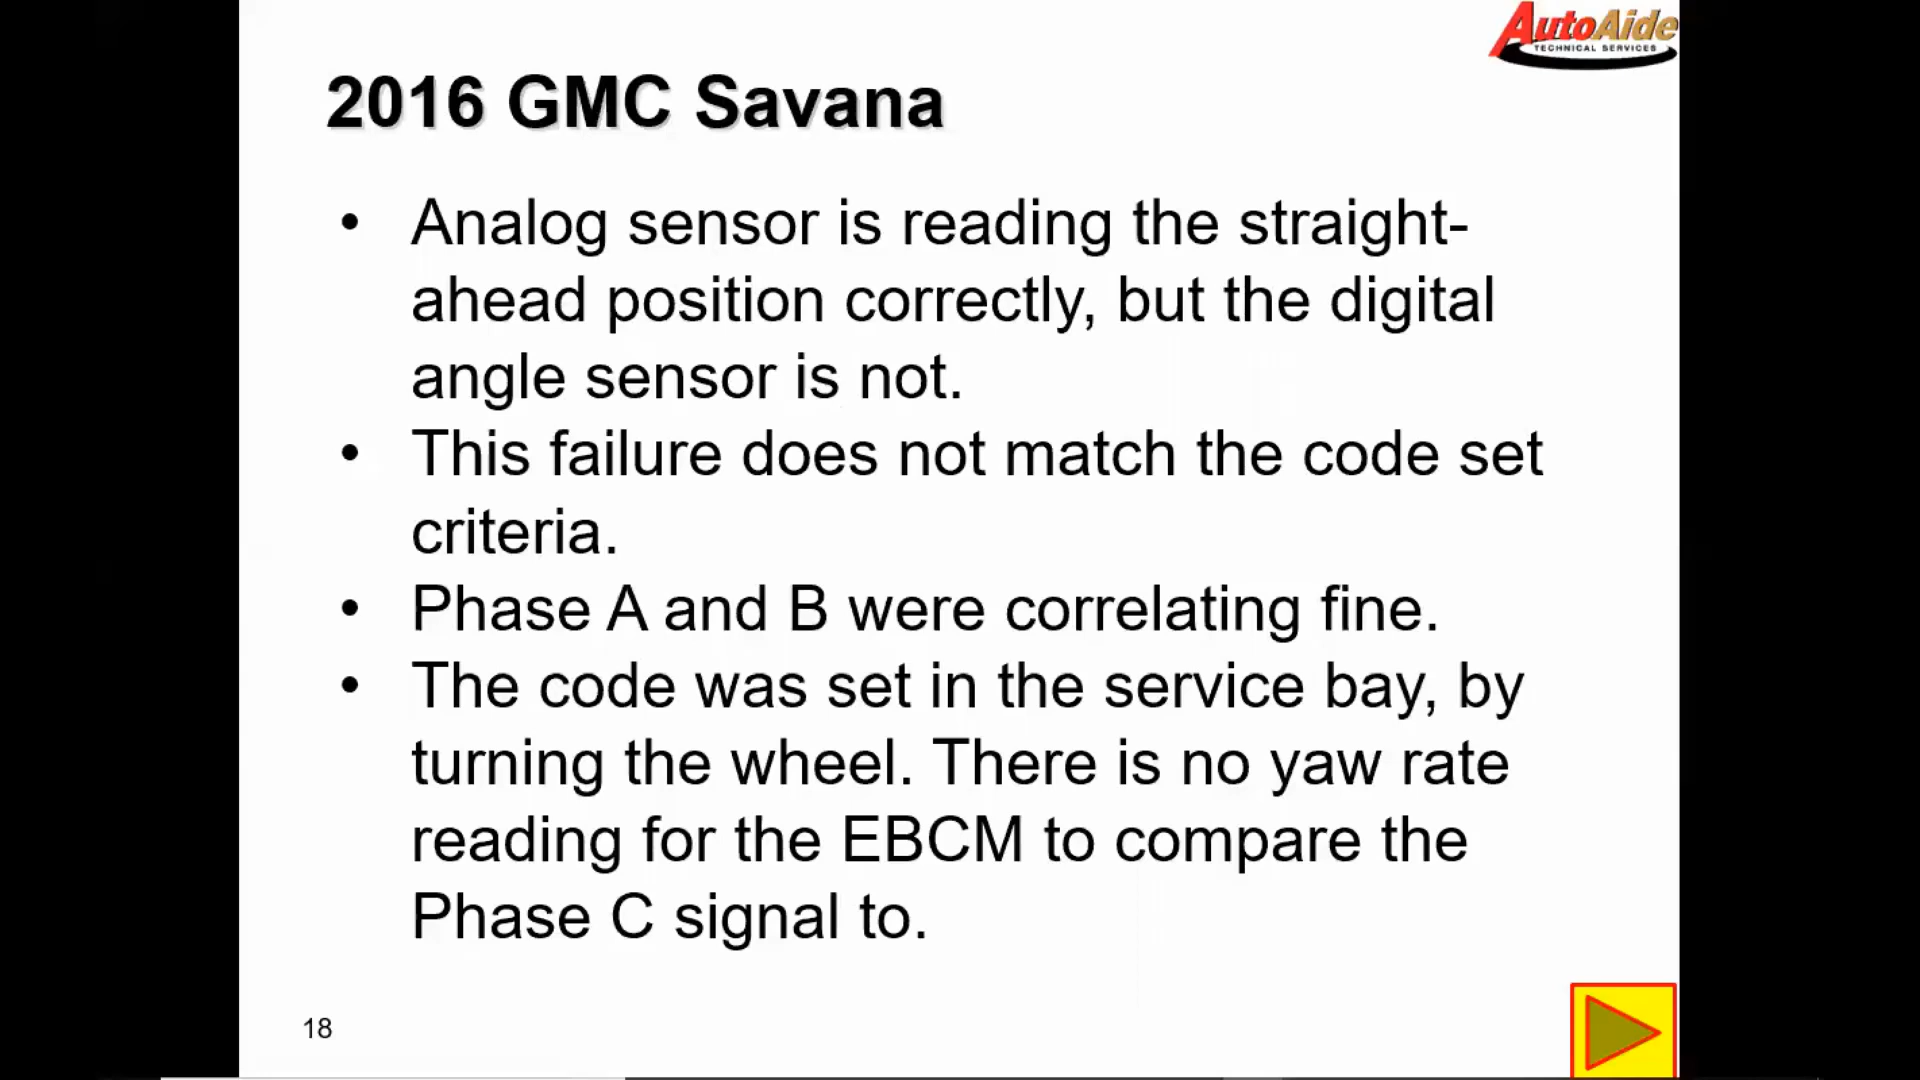 AutoAide
TECHNICAL SERVICES
2016 GMC Savana
• Analog sensor is reading the straight-
ahead position correctly, but the digital
angle sensor is not.
• This failure does not match the code set
criteria.
• Phase A and B were correlating fine.
• The code was set in the service bay, by
turning the wheel. There is no yaw rate
reading for the EBCM to compare the
Phase C signal to.
18